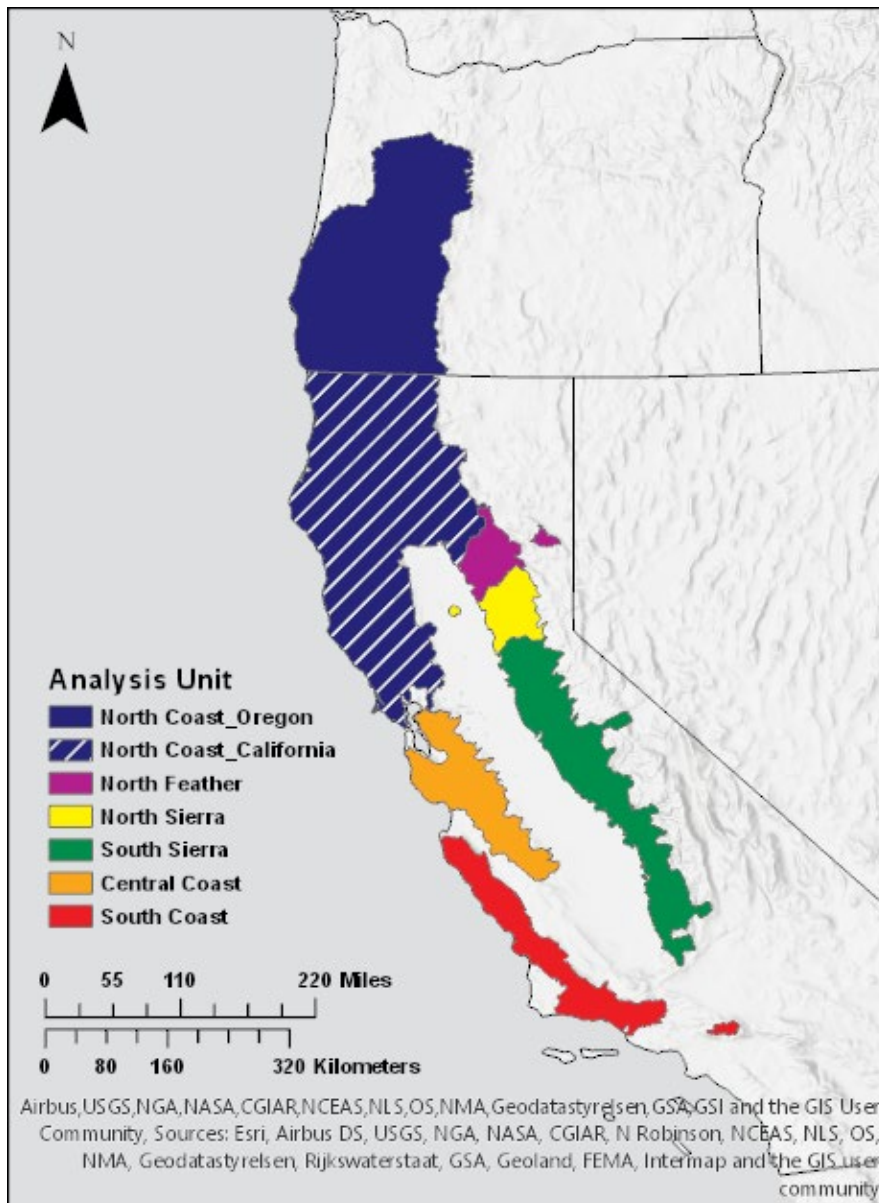 N
Analysis Unit
North Coast_Oregon
North Coast_California
North Feather
North Sierra
South Sierra
Central Coast
South Coast
0 55 110 220 Miles
0 80 160 320 Kilometers
Airbus,USGS,NGA,NASA,CGIAR,NCEAS,NLS,OS,NMA,Geodatastyrelsen,GSA,GSI and the GIS User
Community, Sources: Esri, Airbus DS, USGS, NGA, NASA, CGIAR, N Robinson, NCEAS, NLS, OS,
NMA, Geodatastyrelsen, Rijkswaterstaat, GSA, Geoland, FEMA, Intermap and the GIS user
community